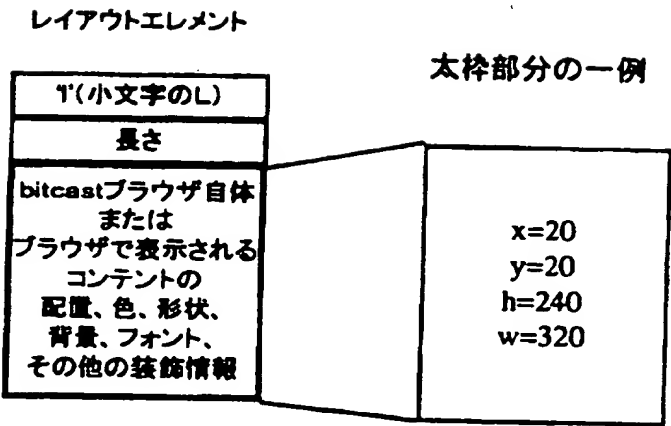 レイアウトエレメント
太枠部分の一例
'l'(小文字のL)
長さ
bitcastブラウザ自体
または
ブラウザで表示される
コンテントの
配置、色、形状、
背景、フォント、
その他の装飾情報
x=20
y=20
h=240
w=320